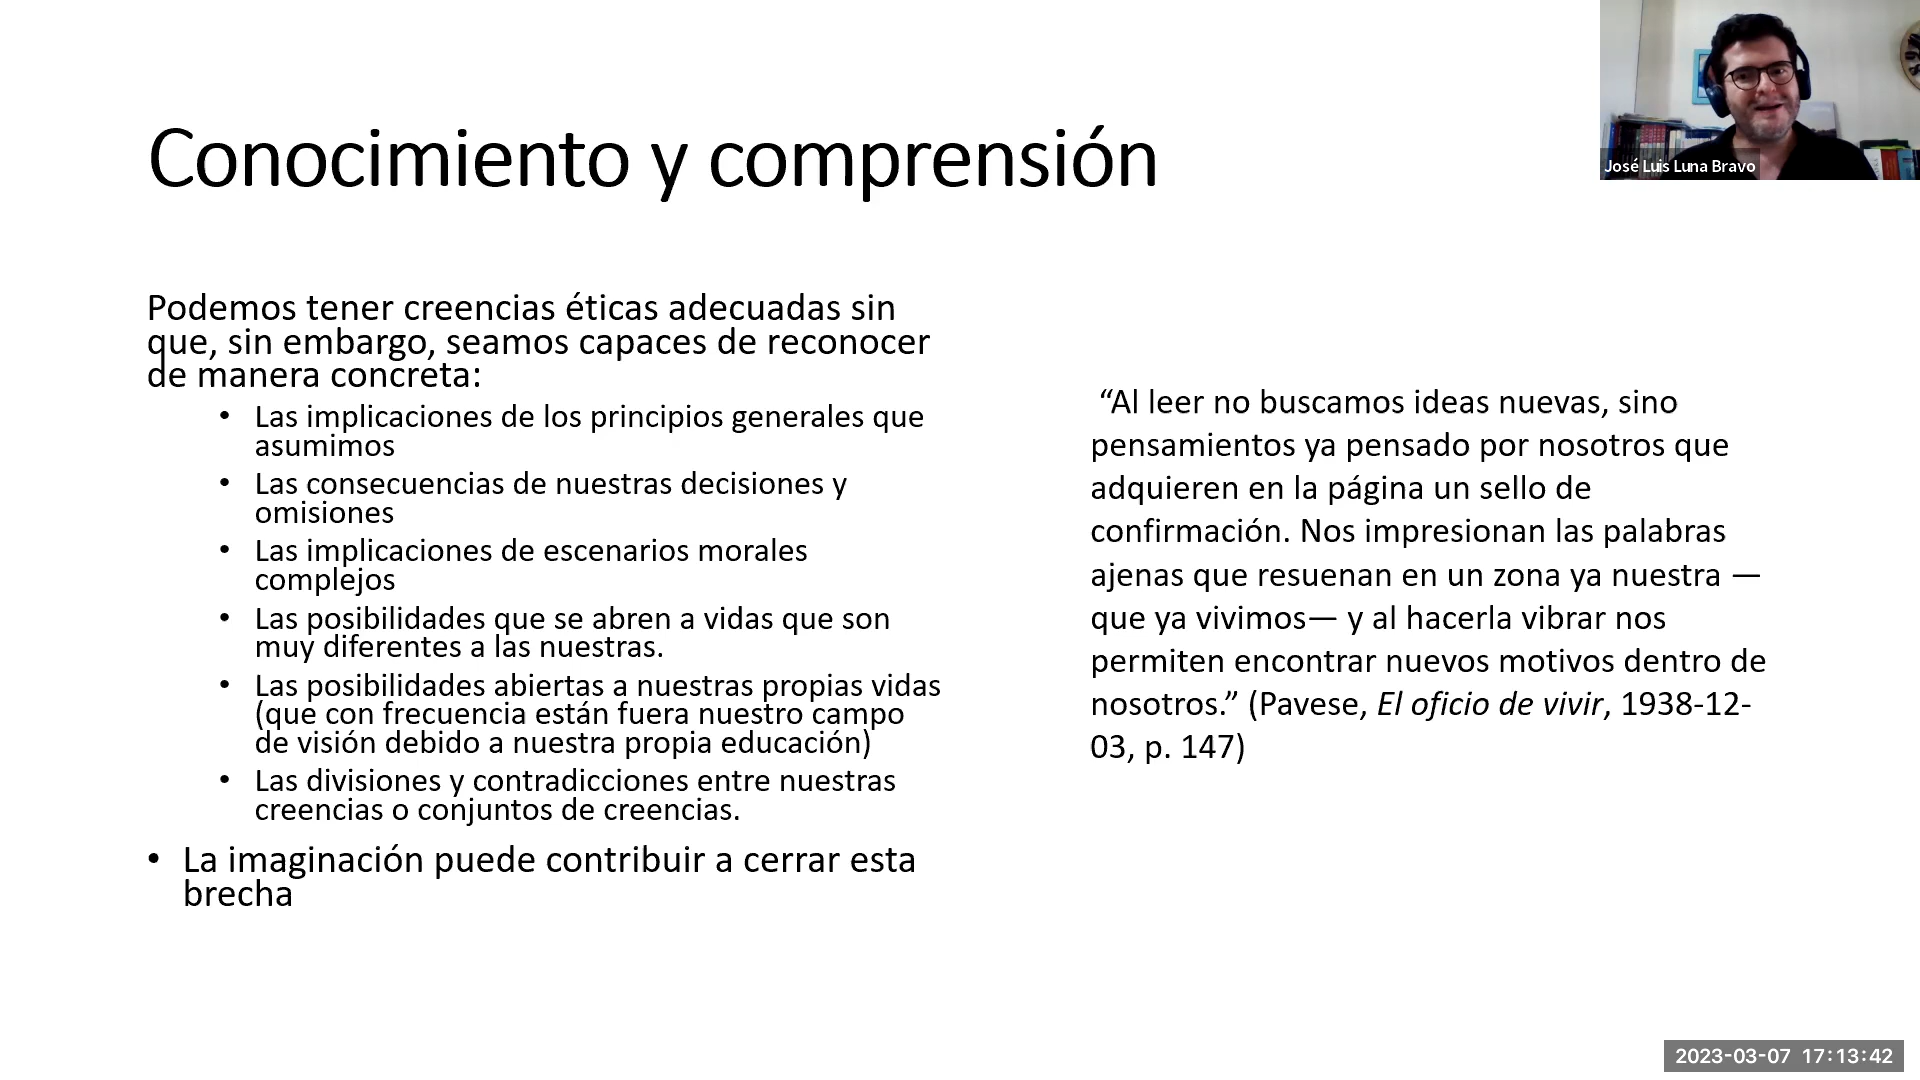 Conocimiento y comprensión
José Luis Luna Bravo
Podemos tener creencias éticas adecuadas sin
que, sin embargo, seamos capaces de reconocer
de manera concreta:
• Las implicaciones de los principios generales que
asumimos
• Las consecuencias de nuestras decisiones y
omisiones
• Las implicaciones de escenarios morales
complejos
• Las posibilidades que se abren a vidas que son
muy diferentes a las nuestras.
• Las posibilidades abiertas a nuestras propias vidas
(que con frecuencia están fuera nuestro campo
de visión debido a nuestra propia educación)
• Las divisiones y contradicciones entre nuestras
creencias o conjuntos de creencias.
• La imaginación puede contribuir a cerrar esta
brecha
“Al leer no buscamos ideas nuevas, sino
pensamientos ya pensado por nosotros que
adquieren en la página un sello de
confirmación. Nos impresionan las palabras
ajenas que resuenan en un zona ya nuestra —
que ya vivimos— y al hacerla vibrar nos
permiten encontrar nuevos motivos dentro de
nosotros.” (Pavese, El oficio de vivir, 1938-12-
03, p. 147)
2023-03-07 17:13:42